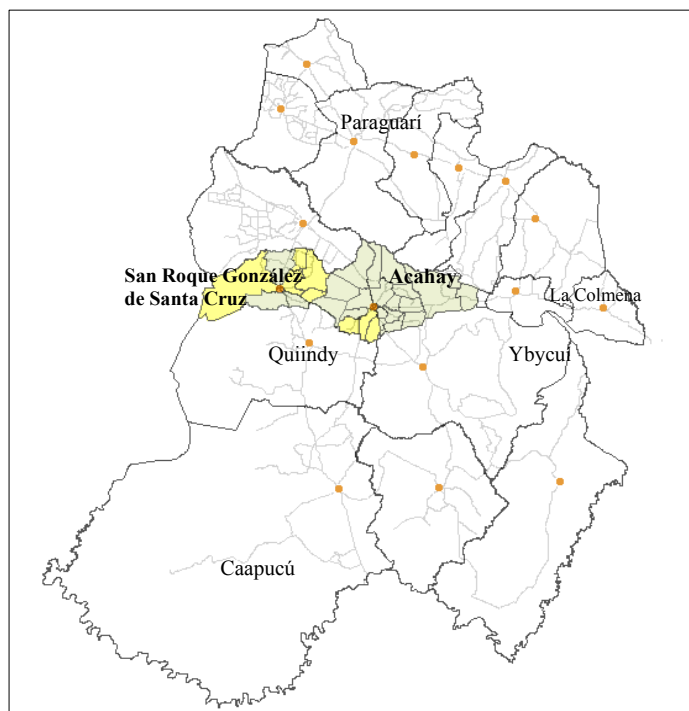 Paraguarí
San Roque González
de Santa Cruz
Acahay
La Colmena
Quiindy
Ybycuí
Caapucú